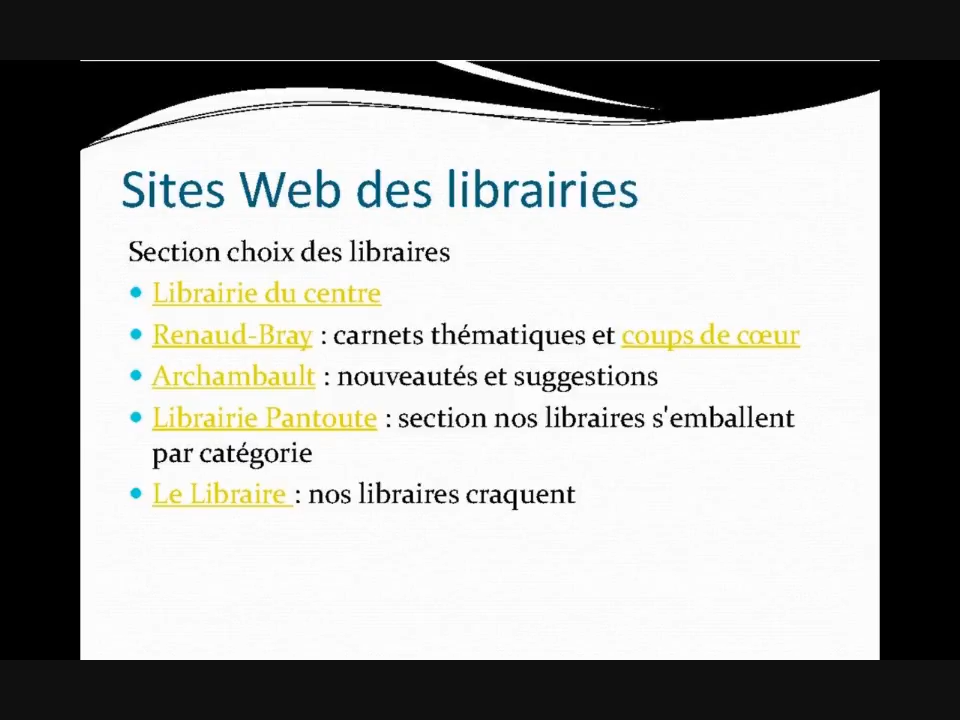 Sites Web des librairies
Section choix des libraires
• Librairie du centre
• Renaud-Bray : carnets thématiques et coups de cœur
• Archambault : nouveautés et suggestions
• Librairie Pantoute : section nos libraires s'emballent
par catégorie
• Le Libraire : nos libraires craquent